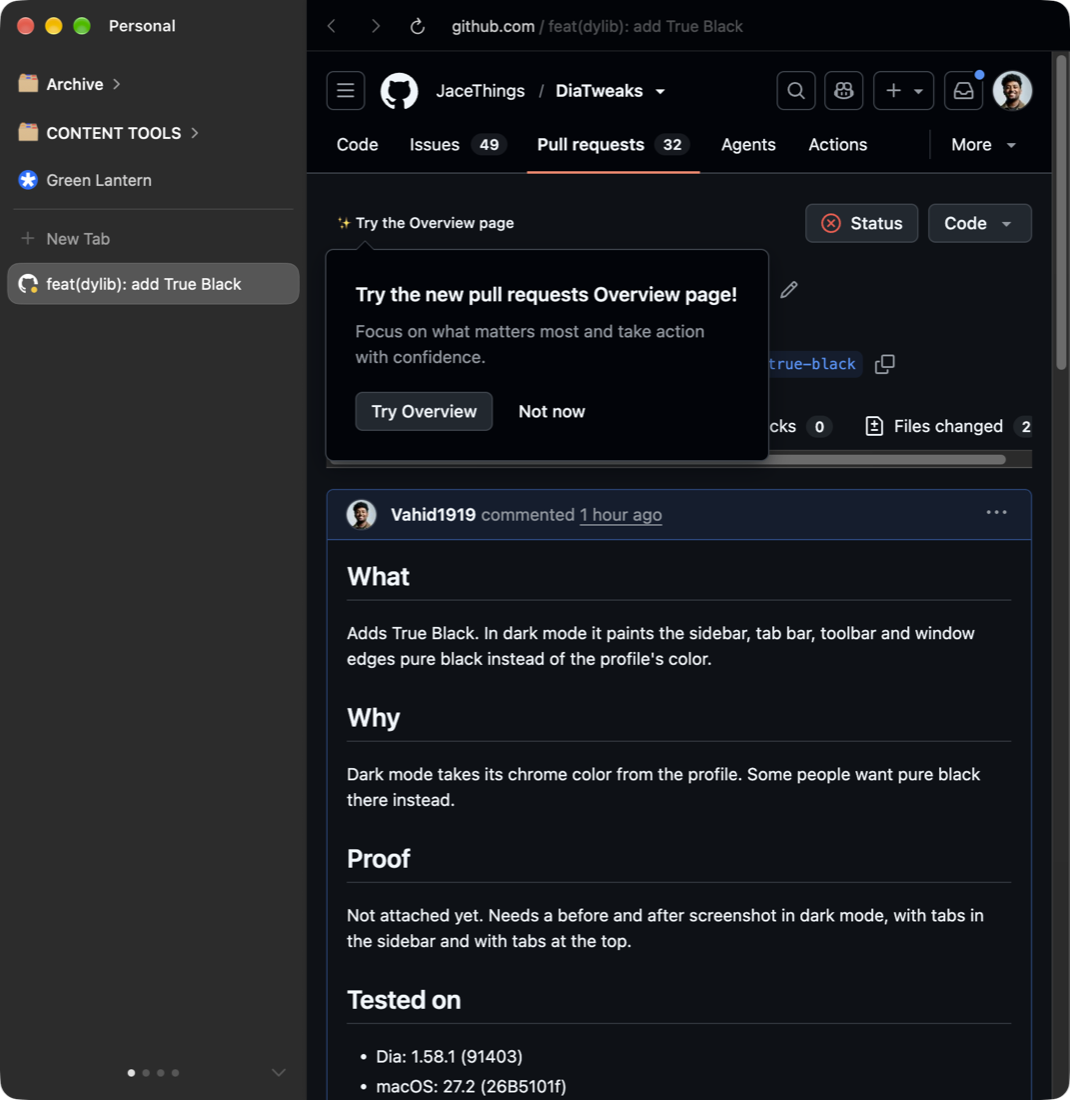 Personal
github.com / feat(dylib): add True Black
Archive
CONTENT TOOLS
Green Lantern
New Tab
feat(dylib): add True Black
JaceThings / DiaTweaks
Code
Issues 49
Pull requests 32
Agents
Actions
More
✨ Try the Overview page
Status
Code
Try the new pull requests Overview page!
Focus on what matters most and take action
with confidence.
Try Overview
Not now
true-black
cks 0
Files changed 2
Vahid1919 commented 1 hour ago
What
Adds True Black. In dark mode it paints the sidebar, tab bar, toolbar and window
edges pure black instead of the profile's color.
Why
Dark mode takes its chrome color from the profile. Some people want pure black
there instead.
Proof
Not attached yet. Needs a before and after screenshot in dark mode, with tabs in
the sidebar and with tabs at the top.
Tested on
• Dia: 1.58.1 (91403)
• macOS: 27.2 (26B5101f)